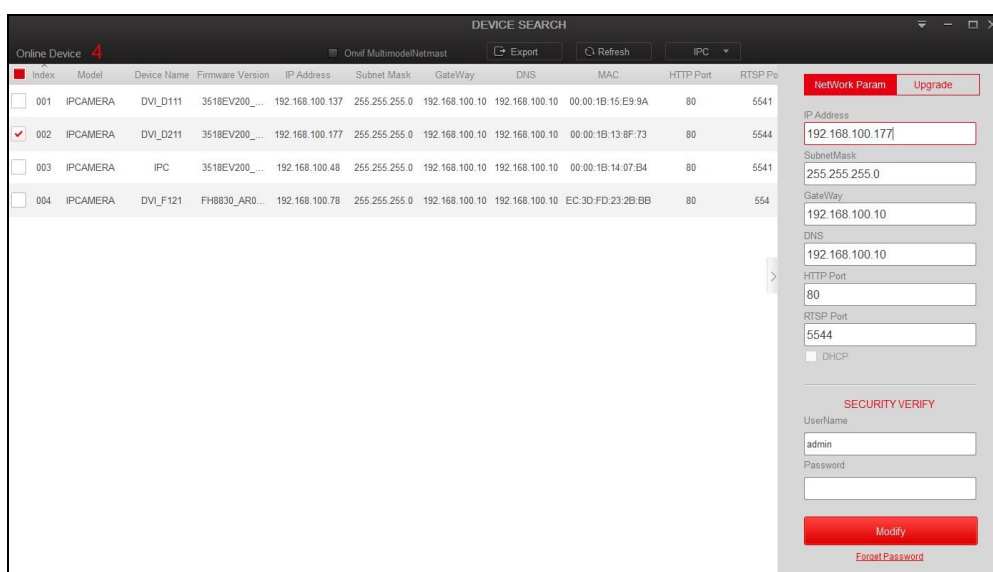 DEVICE SEARCH
Online Device 4 Onvif MultimodelNetmast Export Refresh IPC
Index Model Device Name Firmware Version IP Address Subnet Mask GateWay DNS MAC HTTP Port RTSP Po
001 IPCAMERA DVI_D111 3518EV200_... 192.168.100.137 255.255.255.0 192.168.100.10 192.168.100.10 00:00:1B:15:E9:9A 80 5541
002 IPCAMERA DVI_D211 3518EV200_... 192.168.100.177 255.255.255.0 192.168.100.10 192.168.100.10 00:00:1B:13:8F:73 80 5544
003 IPCAMERA IPC 3518EV200_... 192.168.100.48 255.255.255.0 192.168.100.10 192.168.100.10 00:00:1B:14:07:B4 80 5541
004 IPCAMERA DVI_F121 FH8830_AR0... 192.168.100.78 255.255.255.0 192.168.100.10 192.168.100.10 EC:3D:FD:23:2B:BB 80 554
NetWork Param Upgrade
IP Address
192.168.100.177
SubnetMask
255.255.255.0
GateWay
192.168.100.10
DNS
192.168.100.10
HTTP Port
80
RTSP Port
5544
DHCP
SECURITY VERIFY
UserName
admin
Password
Modify
Forget Password